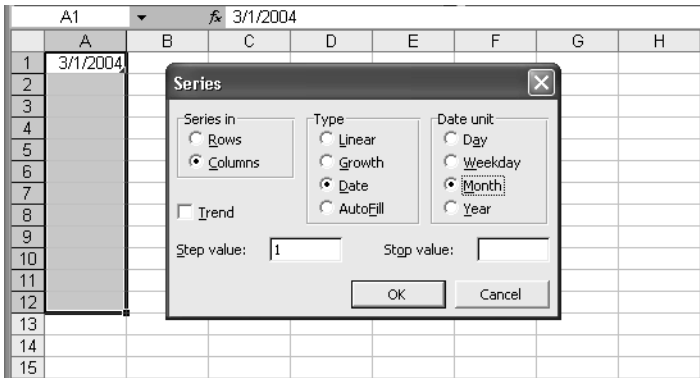 A1 fx 3/1/2004
A B C D E F G H
1 3/1/2004
2
3
4
5
6
7
8
9
10
11
12
13
14
15
Series
Series in Type Date unit
Rows Linear Day
Columns Growth Weekday
Date Month
Trend AutoFill Year
Step value: 1 Stop value:
OK Cancel